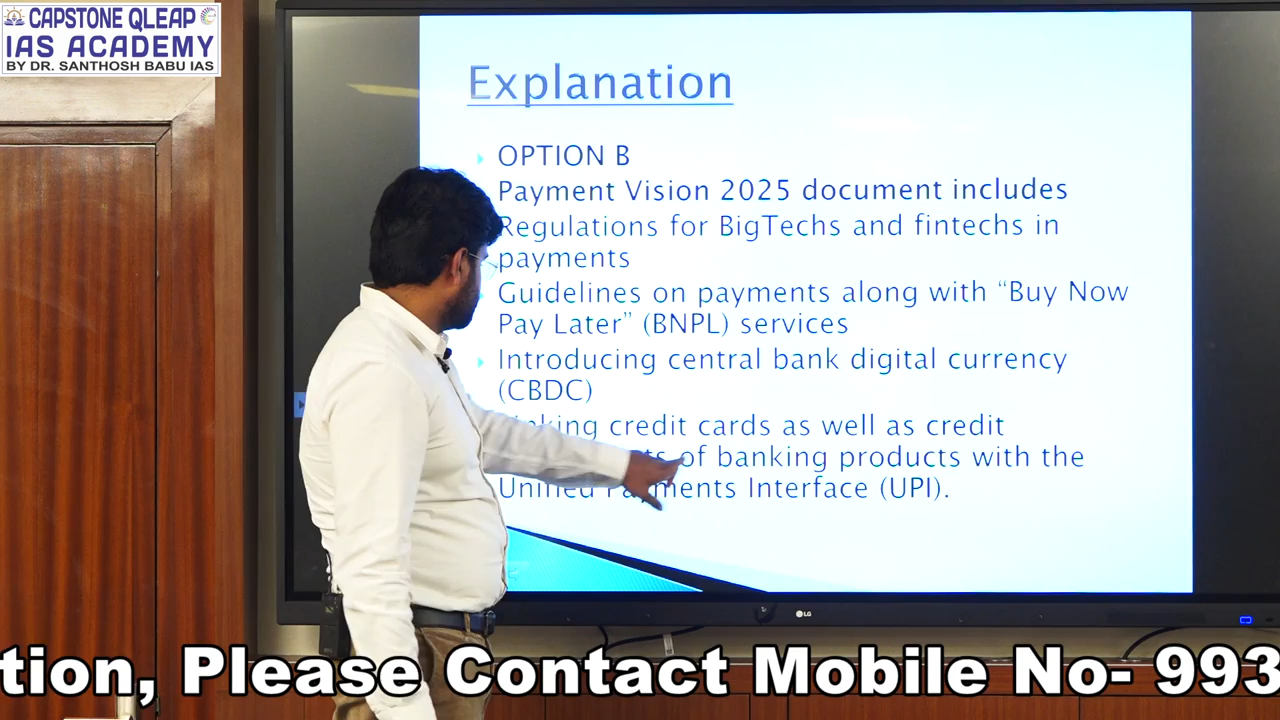 CAPSTONE QLEAP
IAS ACADEMY
BY DR. SANTHOSH BABU IAS
Explanation
OPTION B
Payment Vision 2025 document includes
Regulations for BigTechs and fintechs in
payments
Guidelines on payments along with “Buy Now
Pay Later” (BNPL) services
Introducing central bank digital currency
(CBDC)
credit cards as well as credit
of banking products with the
Unified Payments Interface (UPI).
LG
tion, Please Contact Mobile No- 993